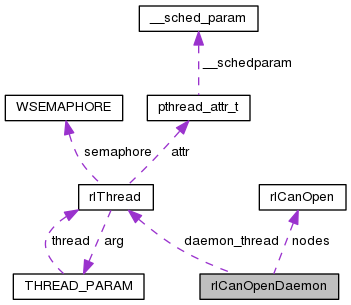 __sched_param
__schedparam
WSEMAPHORE
pthread_attr_t
semaphore
attr
rlThread
rlCanOpen
thread
arg
daemon_thread
nodes
THREAD_PARAM
rlCanOpenDaemon